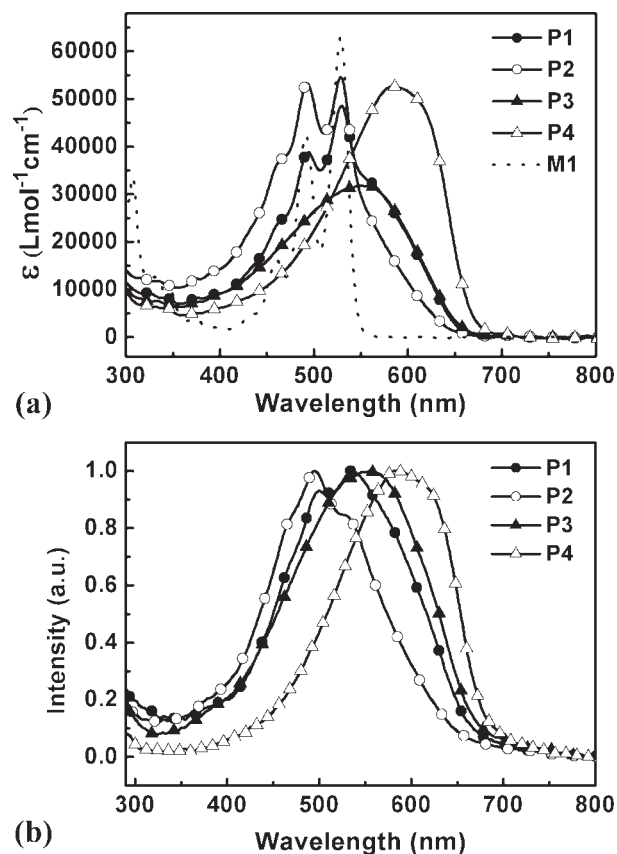 60000
50000
40000
30000
20000
10000
0
ε (Lmol⁻¹cm⁻¹)
P1
P2
P3
P4
M1
300 400 500 600 700 800
Wavelength (nm)
(a)
1.0
0.8
0.6
0.4
0.2
0.0
Intensity (a.u.)
P1
P2
P3
P4
300 400 500 600 700 800
Wavelength (nm)
(b)